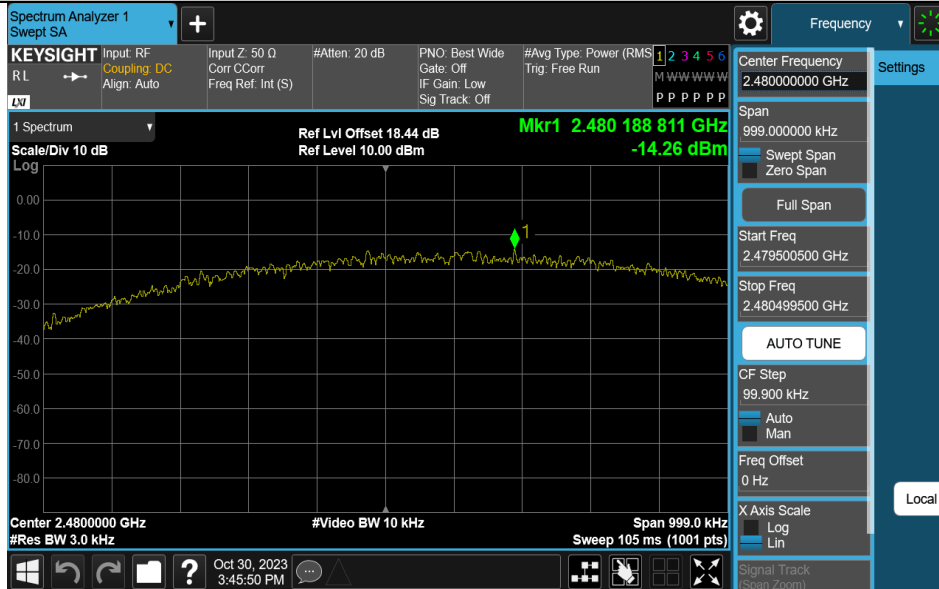 Spectrum Analyzer 1
Swept SA
+
Frequency
KEYSIGHT
R L
LXI
Input: RF
Coupling: DC
Align: Auto
Input Z: 50 Ω
Corr CCorr
Freq Ref: Int (S)
#Atten: 20 dB
PNO: Best Wide
Gate: Off
IF Gain: Low
Sig Track: Off
#Avg Type: Power (RMS
Trig: Free Run
1 2 3 4 5 6
M W W W W W
P P P P P P
1 Spectrum
Scale/Div 10 dB
Log
Ref Lvl Offset 18.44 dB
Ref Level 10.00 dBm
Mkr1 2.480 188 811 GHz
-14.26 dBm
1
0.00
-10.0
-20.0
-30.0
-40.0
-50.0
-60.0
-70.0
-80.0
Center 2.4800000 GHz
#Res BW 3.0 kHz
#Video BW 10 kHz
Span 999.0 kHz
Sweep 105 ms (1001 pts)
?
Oct 30, 2023
3:45:50 PM
Center Frequency
2.480000000 GHz
Span
999.000000 kHz
Swept Span
Zero Span
Full Span
Start Freq
2.479500500 GHz
Stop Freq
2.480499500 GHz
AUTO TUNE
CF Step
99.900 kHz
Auto
Man
Freq Offset
0 Hz
X Axis Scale
Log
Lin
Signal Track
(Span Zoom)
Settings
Local